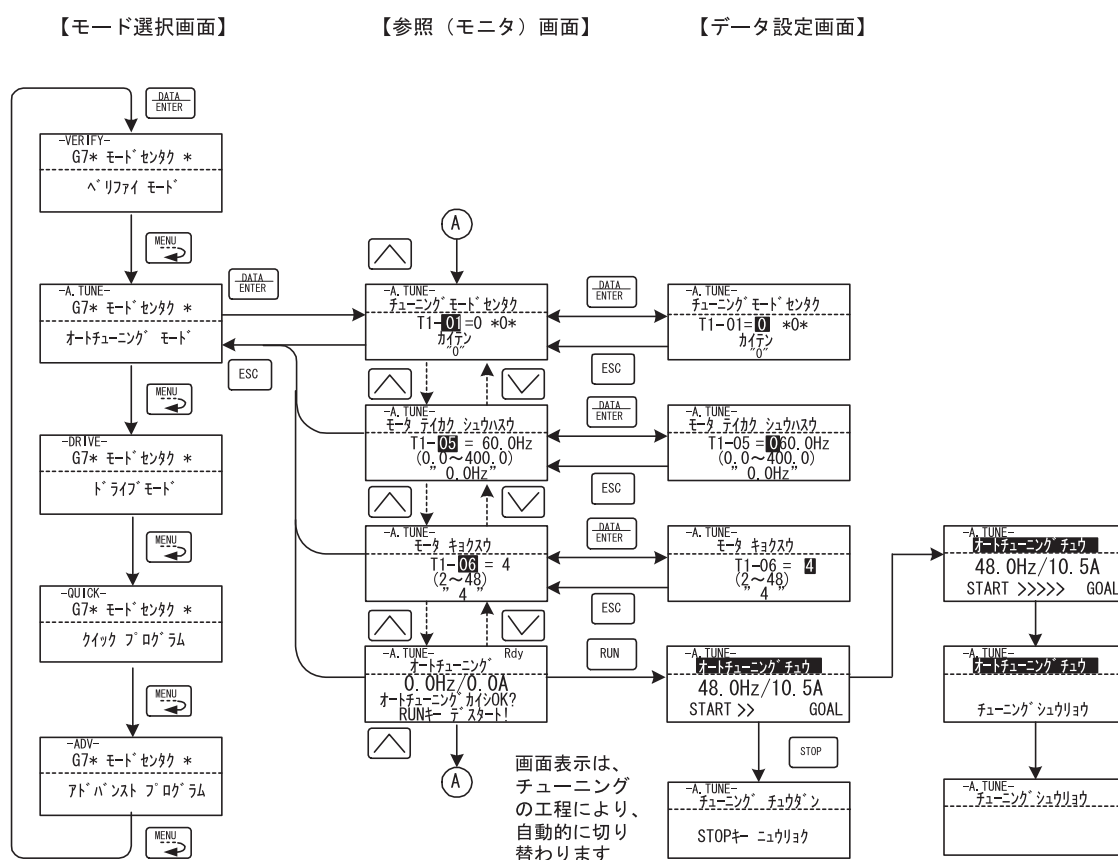 【モード選択画面】
【参照（モニタ）画面】
【データ設定画面】
DATA
ENTER
-VERIFY-
G7* モードセンタク *
ベリファイ モード
MENU
-A. TUNE-
G7* モードセンタク *
オートチューニング モード
MENU
-DRIVE-
G7* モードセンタク *
ドライブモード
MENU
-QUICK-
G7* モードセンタク *
クイック プログラム
MENU
-ADV-
G7* モードセンタク *
アドバンスト プログラム
MENU
DATA
ENTER
ESC
A
-A. TUNE-
チューニング モード センタク
T1-01=0 *0*
カイテン
"0"
-A. TUNE-
モータ テイカク シュウハスウ
T1-05 = 60.0Hz
(0.0～400.0)
" 0.0Hz"
-A. TUNE-
モータ キョクスウ
T1-06 = 4
(2～48)
" 4 "
-A. TUNE- Rdy
オートチューニング
0.0Hz/0.0A
オートチューニング カイシOK?
RUNキー デスタート!
A
DATA
ENTER
ESC
DATA
ENTER
ESC
DATA
ENTER
ESC
RUN
-A. TUNE-
チューニング モード センタク
T1-01= 0 *0*
カイテン
"0"
-A. TUNE-
モータ テイカク シュウハスウ
T1-05 = 060.0Hz
(0.0～400.0)
" 0.0Hz"
-A. TUNE-
モータ キョクスウ
T1-06 = 4
(2～48)
" 4 "
-A. TUNE-
オートチューニング チュウ
48.0Hz/10.5A
START >> GOAL
STOP
-A. TUNE-
チューニング チュウダン
STOPキー ニュウリョク
画面表示は、
チューニング
の工程により、
自動的に切り
替わります
-A. TUNE-
オートチューニング チュウ
48.0Hz/10.5A
START >>>>> GOAL
-A. TUNE-
オートチューニング チュウ
チューニング シュウリョウ
-A. TUNE-
チューニング シュウリョウ